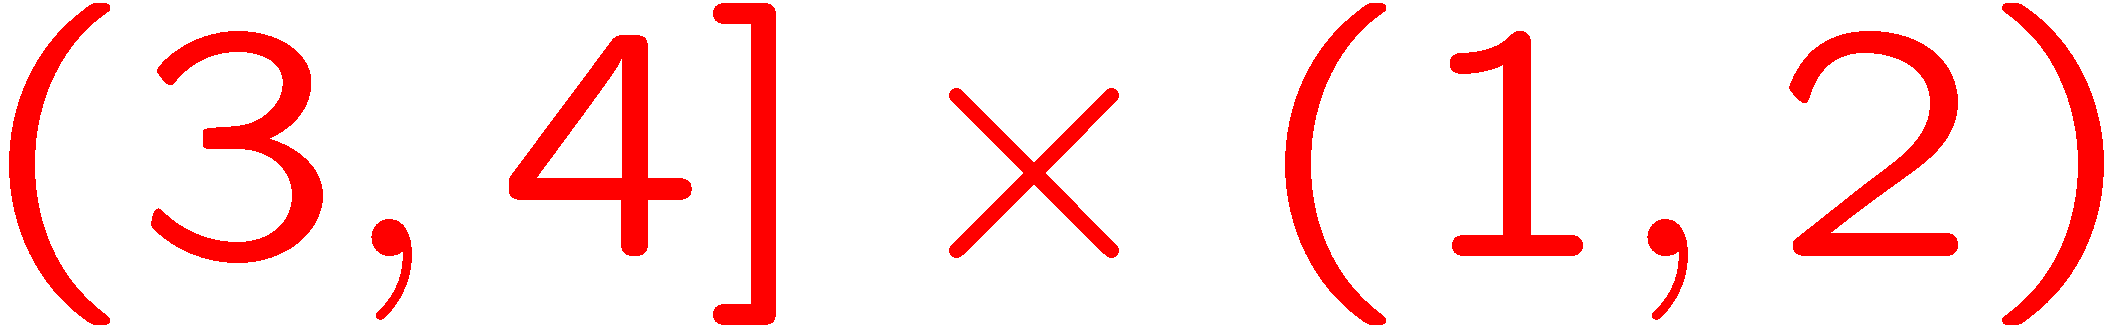 (3, 4] × (1, 2)